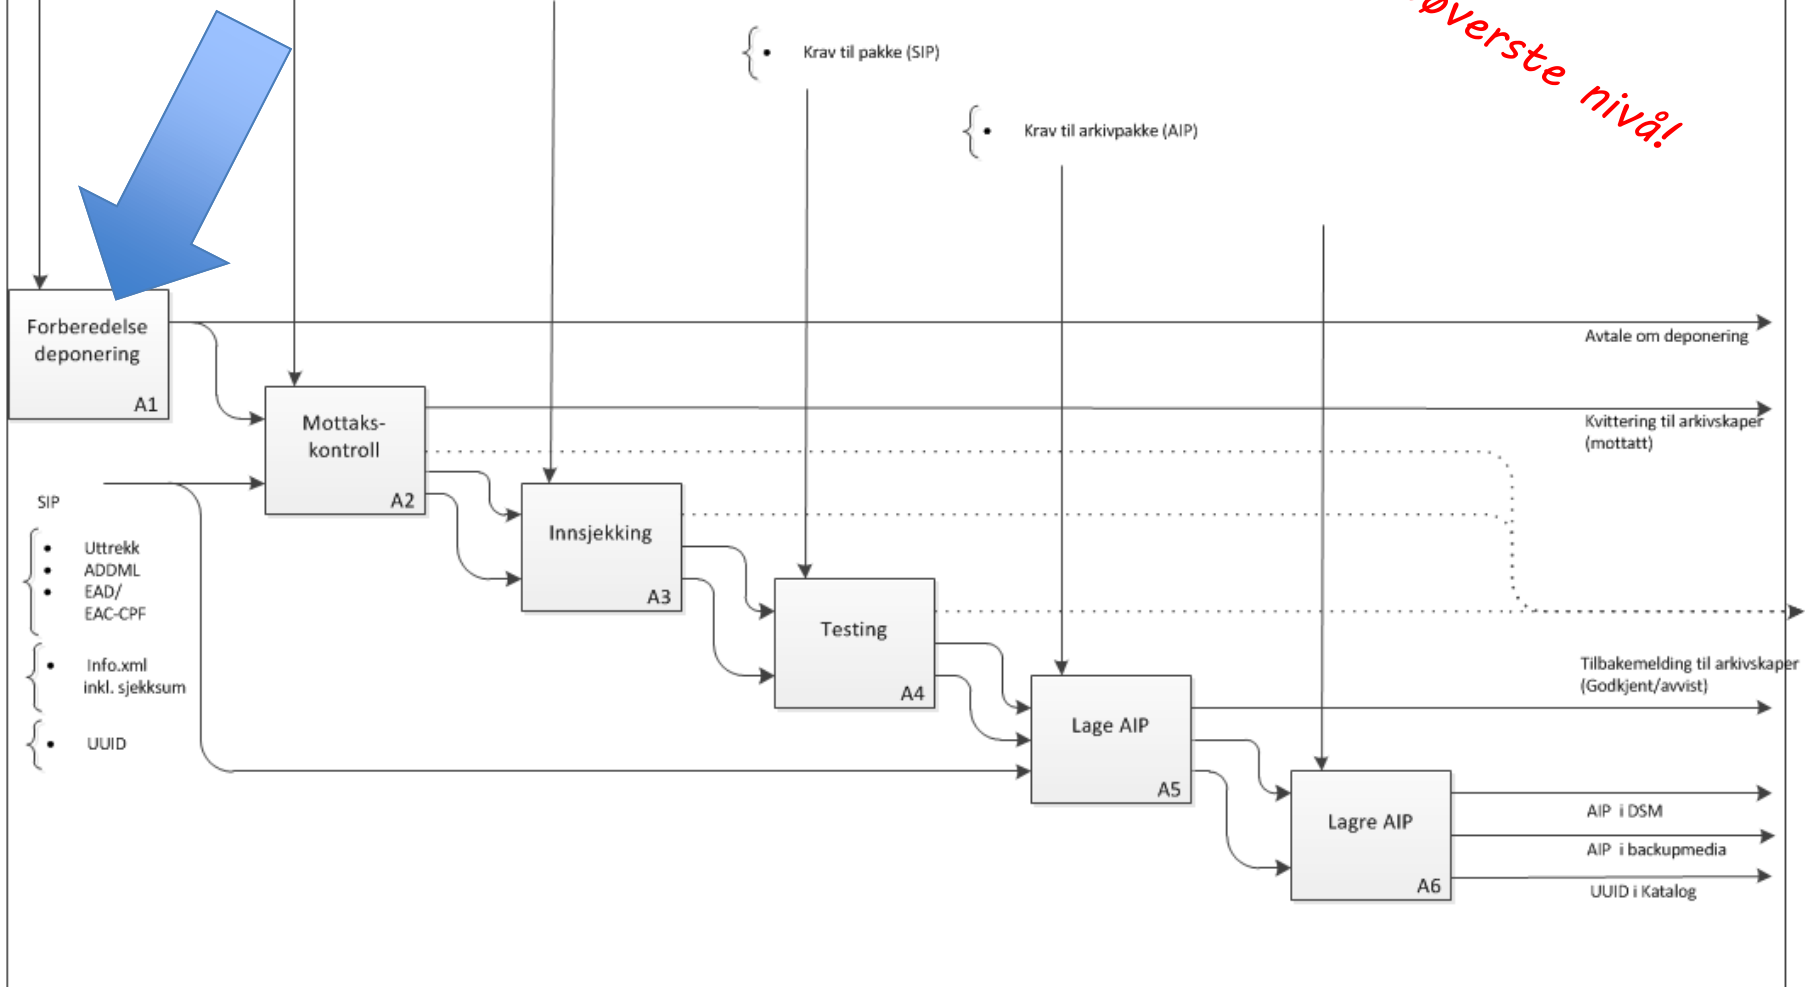 øverste nivå!
Krav til pakke (SIP)
Krav til arkivpakke (AIP)
Forberedelse
deponering
A1
Avtale om deponering
Mottaks-
kontroll
A2
Kvittering til arkivskaper
(mottatt)
SIP
Uttrekk
ADDML
EAD/
EAC-CPF
Info.xml
inkl. sjekksum
UUID
Innsjekking
A3
Testing
A4
Tilbakemelding til arkivskaper
(Godkjent/avvist)
Lage AIP
A5
Lagre AIP
A6
AIP i DSM
AIP i backupmedia
UUID i Katalog